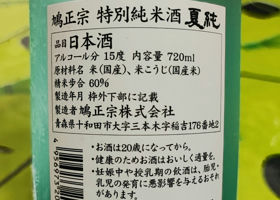 鳩正宗 特別純米酒 夏純
品目 日本酒
アルコール分 15度 内容量 720ml
原材料名 米(国産)、米こうじ(国産米)
精米歩合 60%
製造年月 枠外下部に記載
製造者 鳩正宗株式会社
青森県十和田市大字三本木字稲吉176番地2
・お酒は20歳になってから。
・健康のためお酒はおいしく適量を。
・妊娠中や授乳期の飲酒は、胎児・
乳児の発育に悪影響を与えるおそれ
があります。